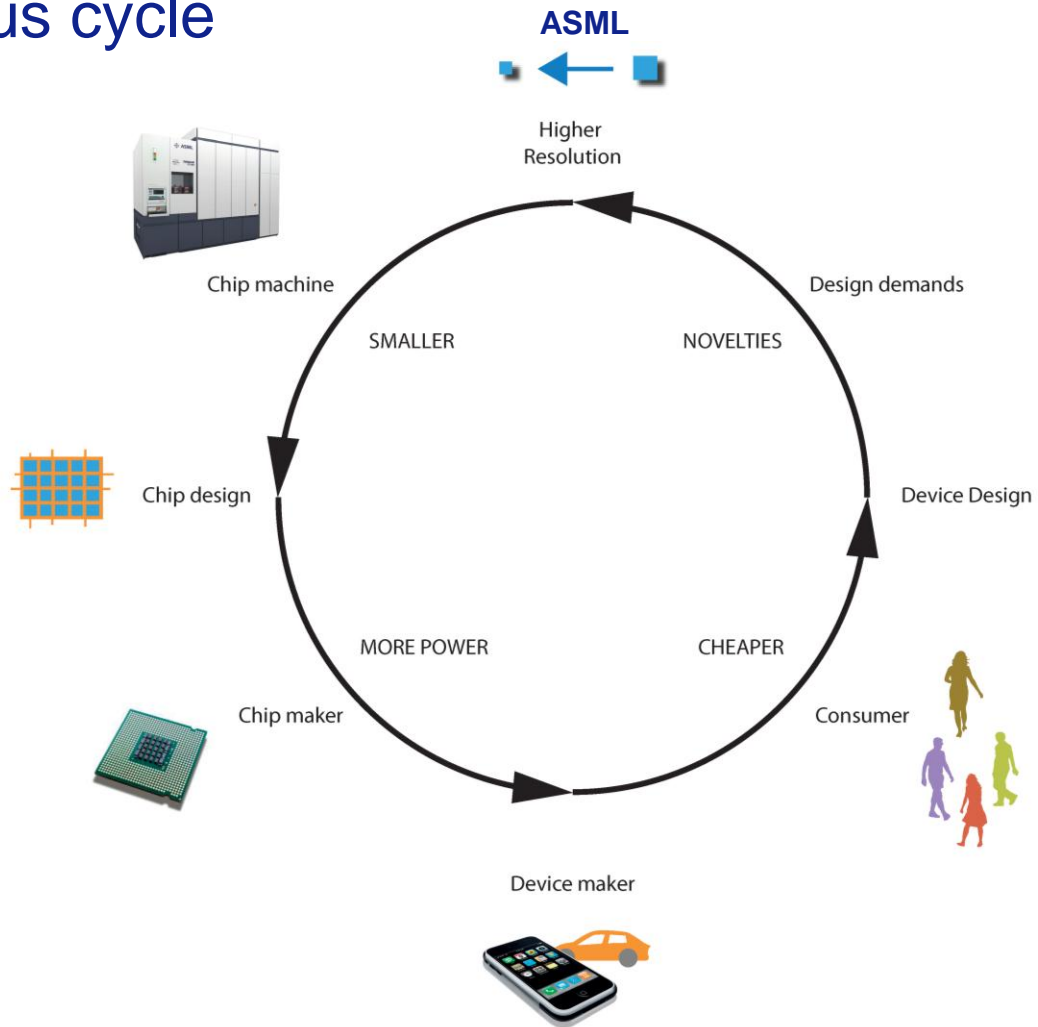 us cycle
ASML
Higher
Resolution
ASML
Chip machine
Design demands
SMALLER
NOVELTIES
Chip design
Device Design
MORE POWER
CHEAPER
Chip maker
Consumer
Device maker